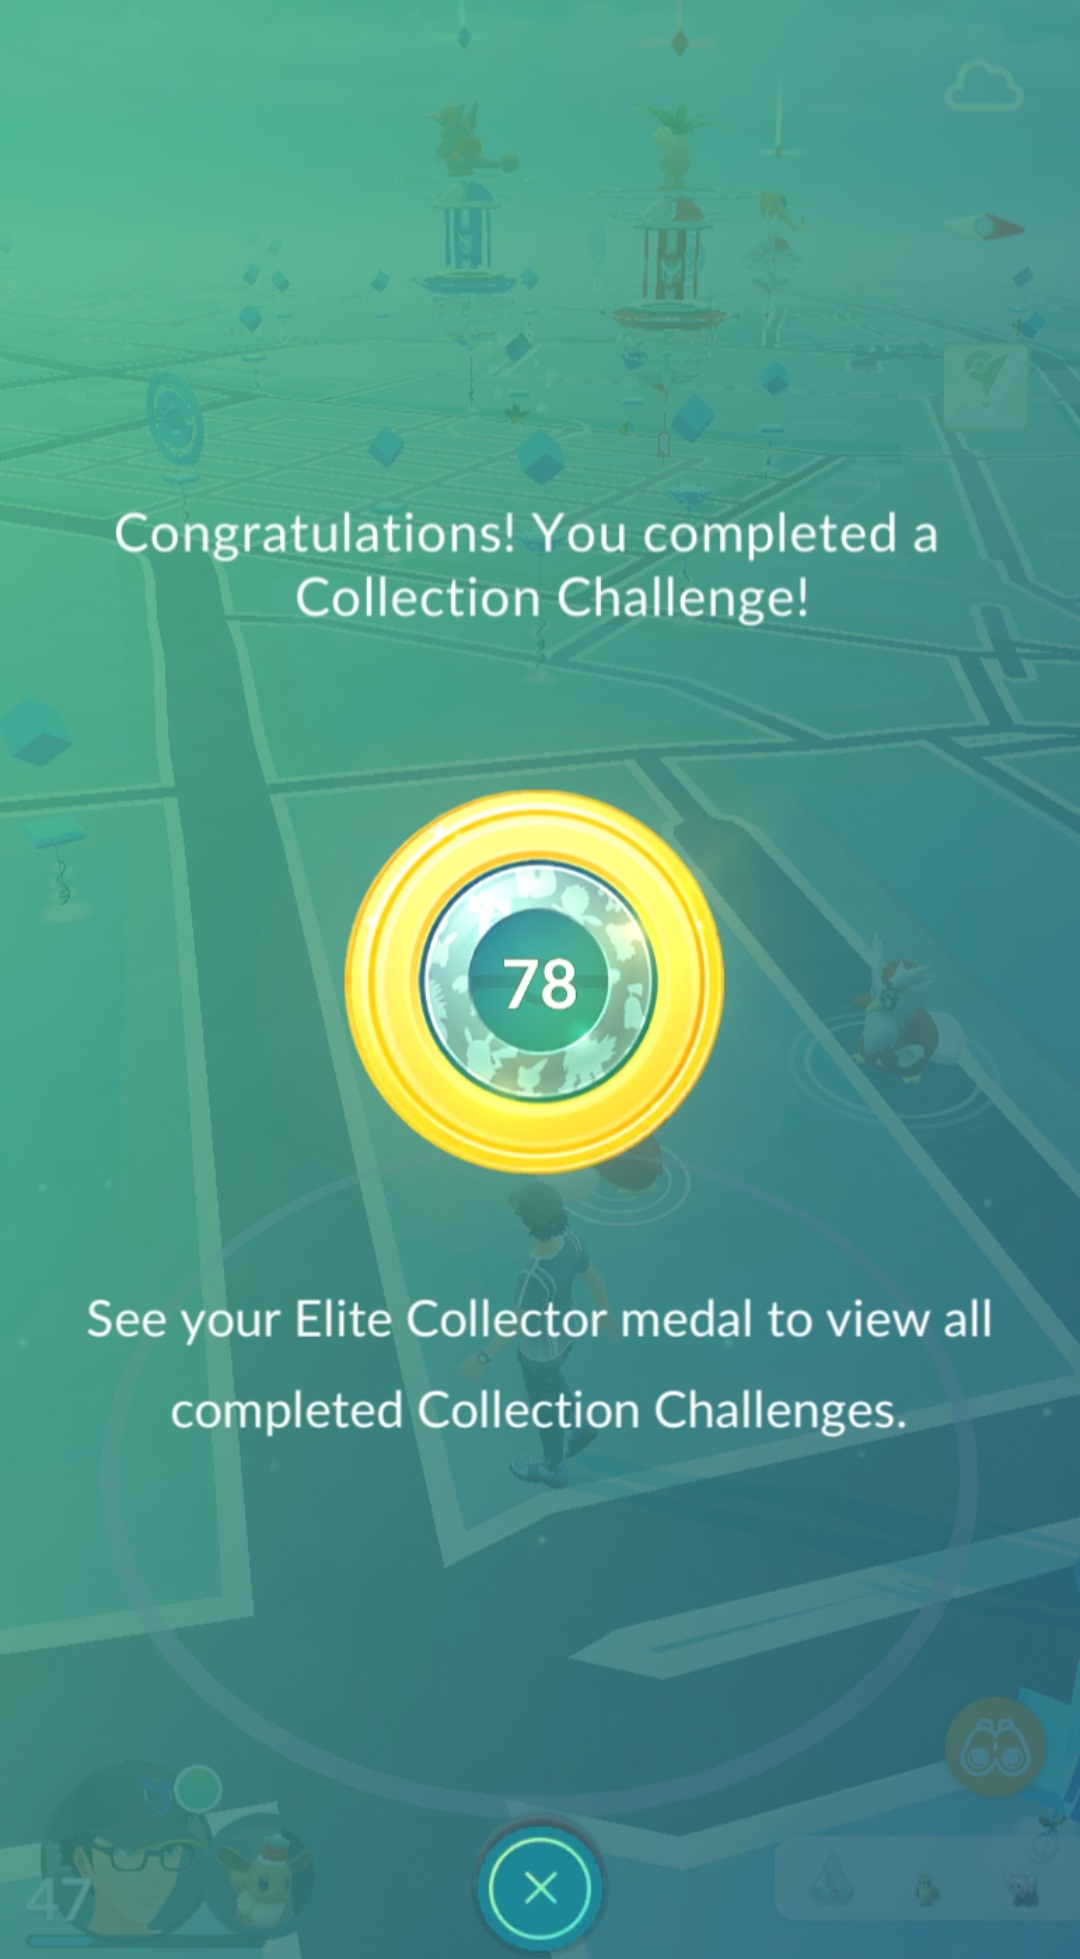 Congratulations! You completed a
Collection Challenge!
78
See your Elite Collector medal to view all
completed Collection Challenges.
47